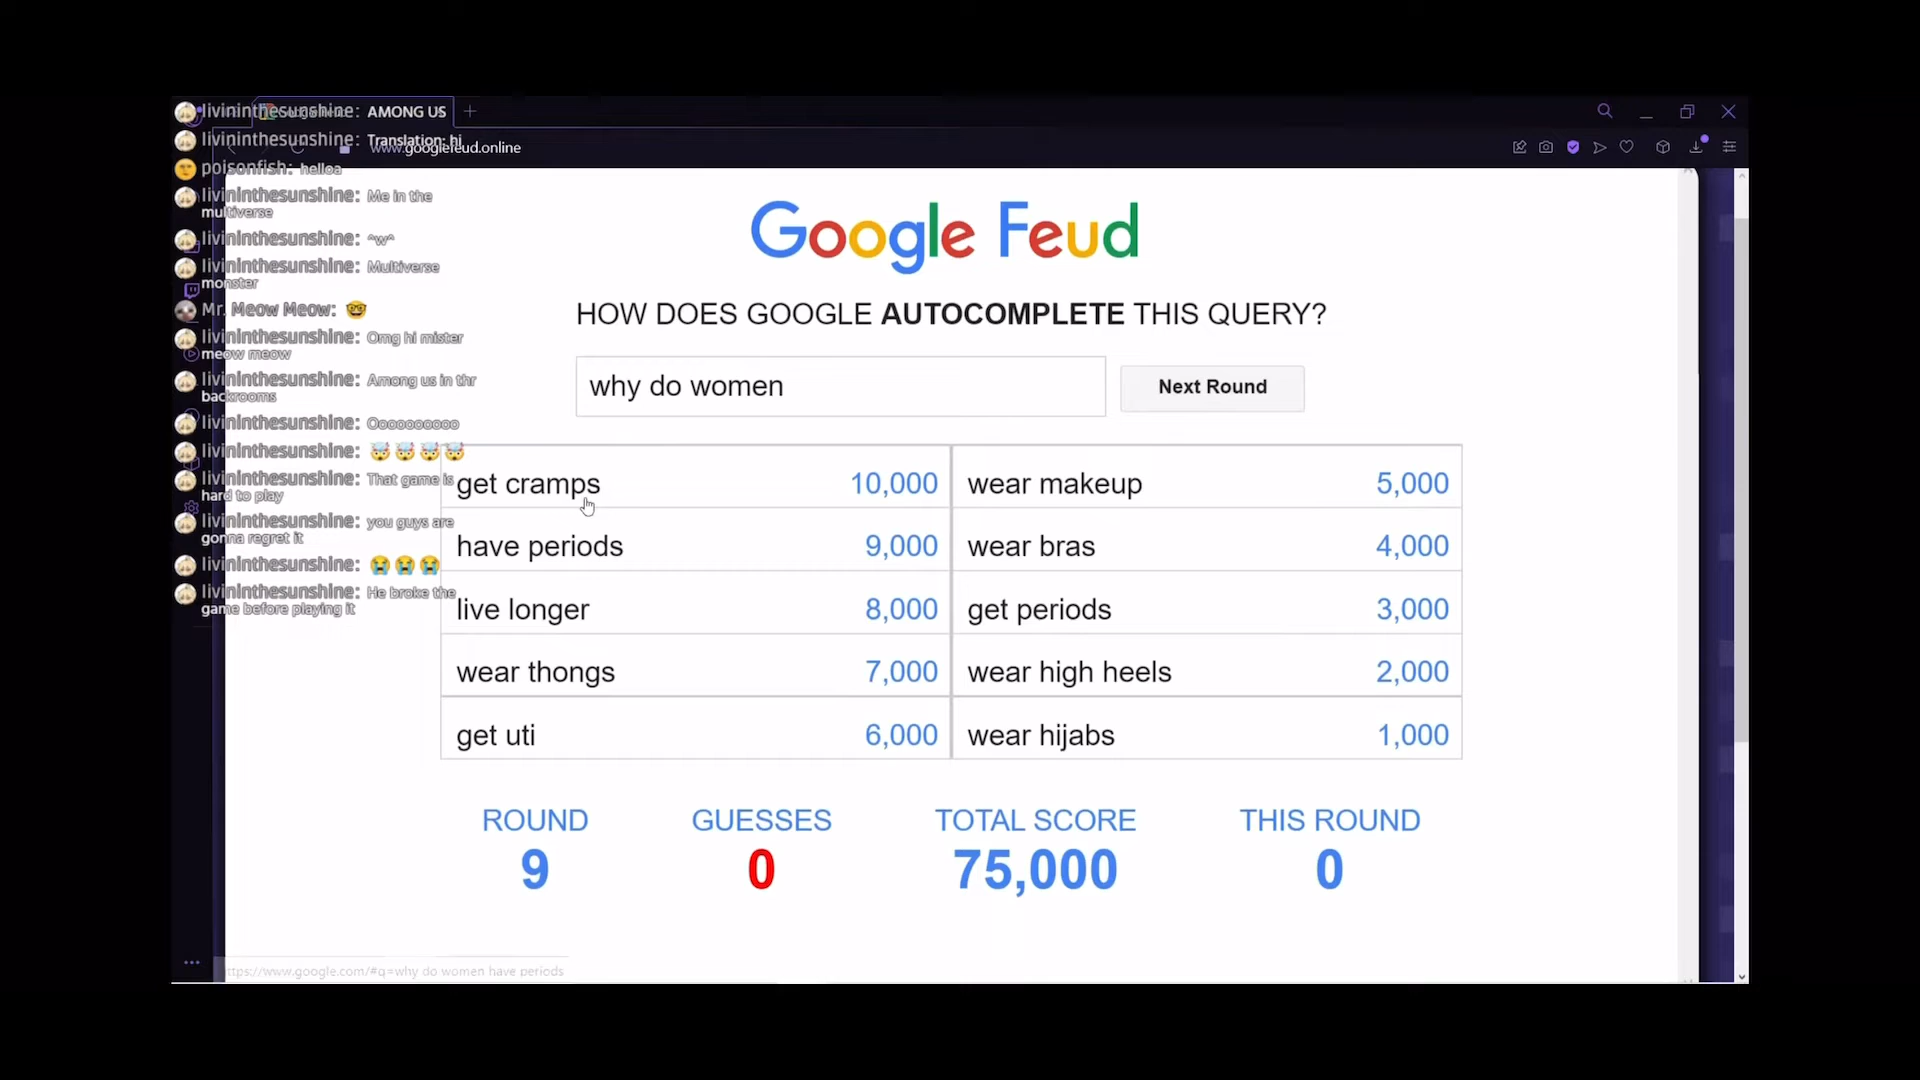 livininthesunshine: AMONG US
livininthesunshine: Translation: hi
www.googlefeud.online
poisonfish: helloa
livininthesunshine: Me in the
multiverse
livininthesunshine: ^w^
livininthesunshine: Multiverse
monster
Mr. Meow Meow: 🤓
livininthesunshine: Omg hi mister
meow meow
livininthesunshine: Among us in thr
backrooms
livininthesunshine: Oooooooooo
livininthesunshine: 🤯🤯🤯🤯
livininthesunshine: That game is
hard to play
livininthesunshine: you guys are
gonna regret it
livininthesunshine: 😭😭😭
livininthesunshine: He broke the
game before playing it
Google Feud
HOW DOES GOOGLE AUTOCOMPLETE THIS QUERY?
why do women
Next Round
get cramps 10,000 wear makeup 5,000
have periods 9,000 wear bras 4,000
live longer 8,000 get periods 3,000
wear thongs 7,000 wear high heels 2,000
get uti 6,000 wear hijabs 1,000
ROUND GUESSES TOTAL SCORE THIS ROUND
9 0 75,000 0
ttps://www.google.com/#q=why do women have periods